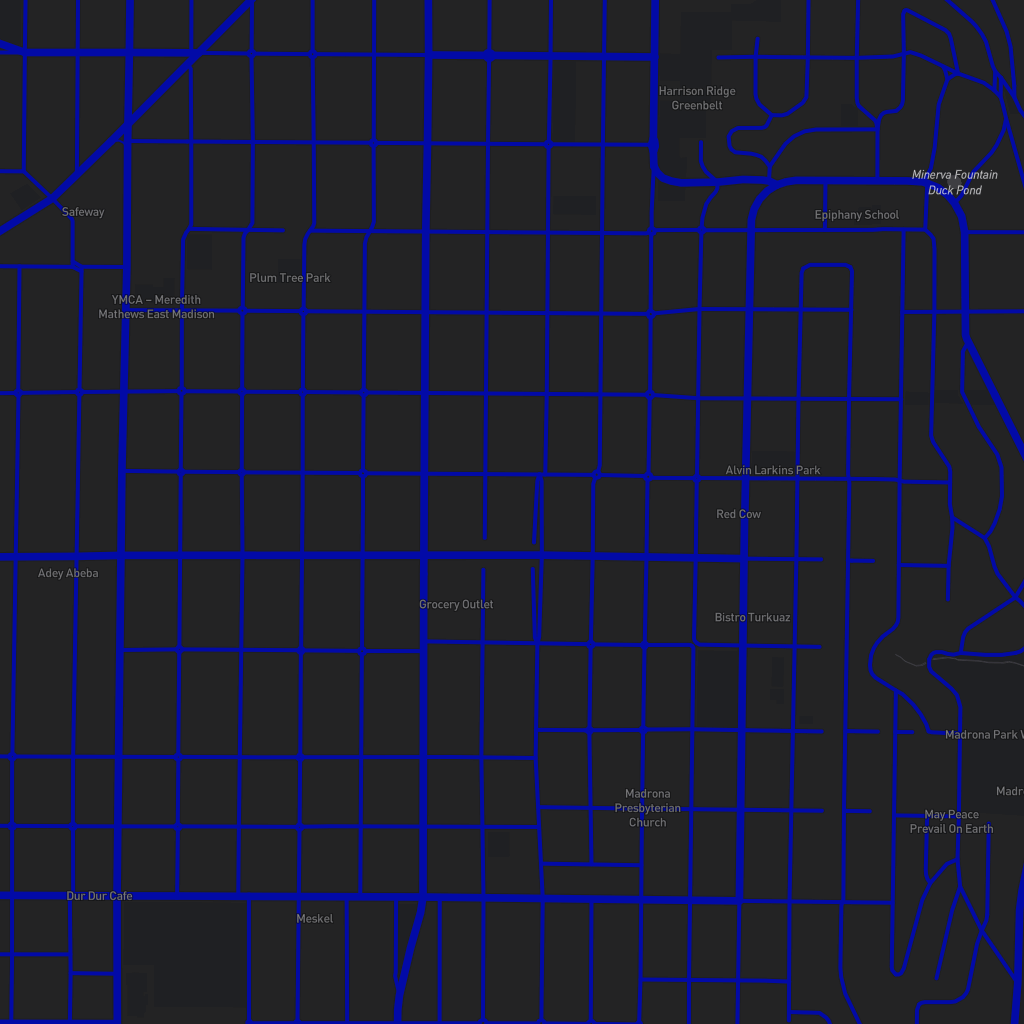 Harrison Ridge
Greenbelt
Minerva Fountain
Duck Pond
Safeway
Epiphany School
Plum Tree Park
YMCA – Meredith
Mathews East Madison
Alvin Larkins Park
Red Cow
Adey Abeba
Grocery Outlet
Bistro Turkuaz
Madrona Park W
Madrona
Presbyterian
Church
Madro
May Peace
Prevail On Earth
Dur Dur Cafe
Meskel